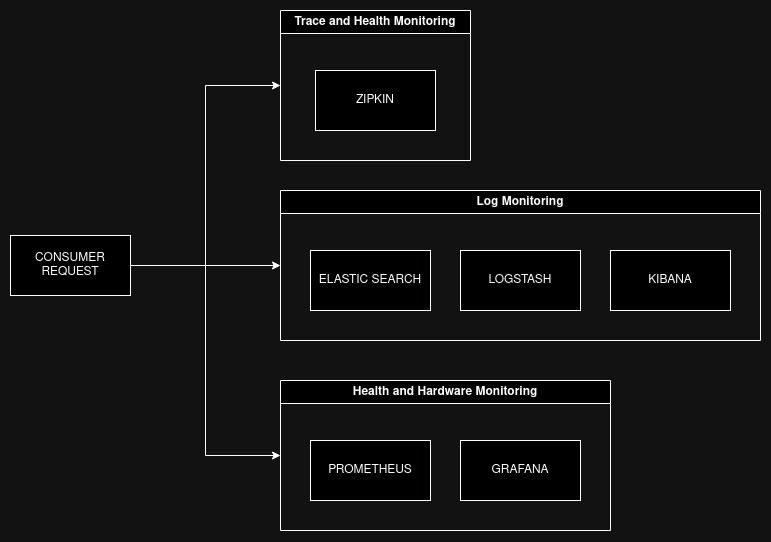 Trace and Health Monitoring
ZIPKIN
Log Monitoring
CONSUMER
REQUEST
ELASTIC SEARCH
LOGSTASH
KIBANA
Health and Hardware Monitoring
PROMETHEUS
GRAFANA